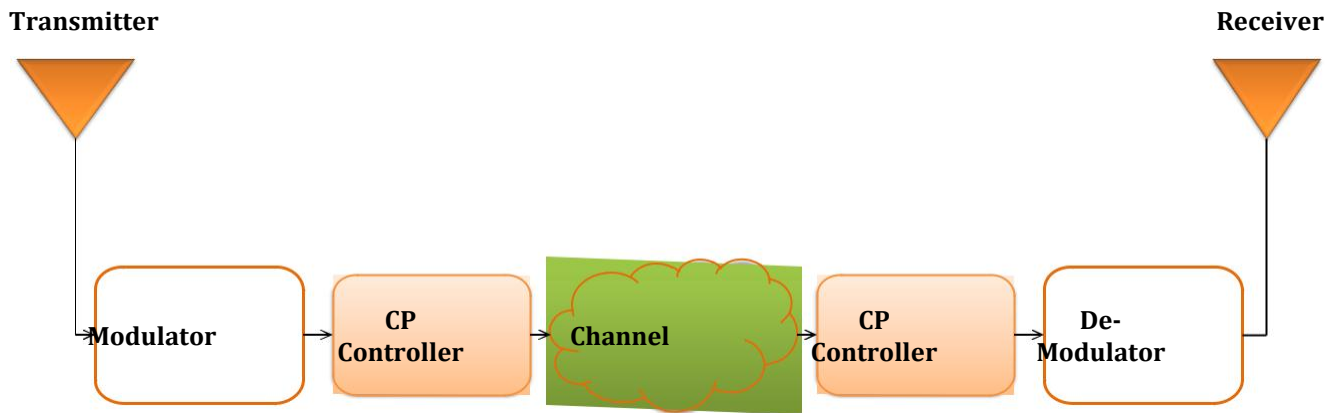 Transmitter
Receiver
Modulator
CP
Controller
Channel
CP
Controller
De-
Modulator